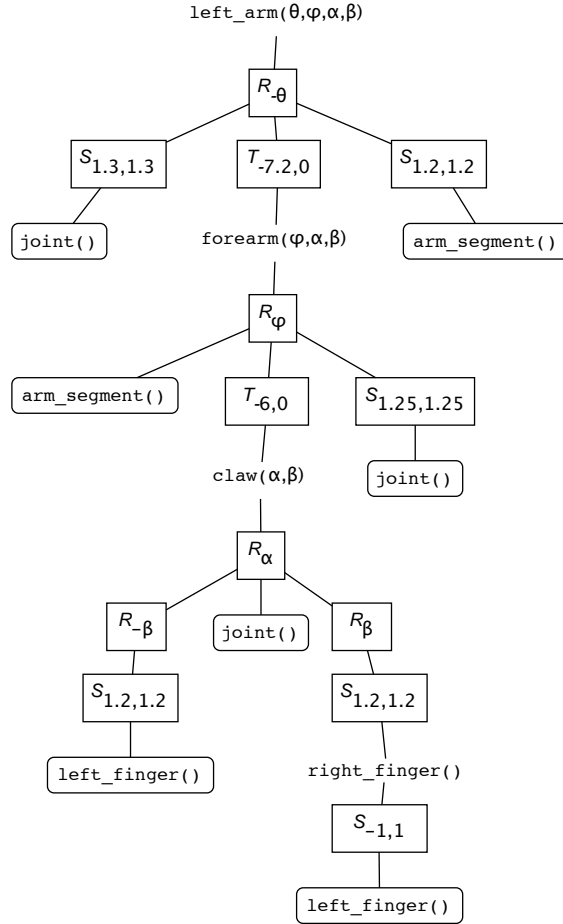 left_arm(θ,φ,α,β)
R-θ
S1.3,1.3
T-7.2,0
S1.2,1.2
joint()
forearm(φ,α,β)
arm_segment()
Rφ
arm_segment()
T-6,0
S1.25,1.25
claw(α,β)
joint()
Rα
R−β
joint()
Rβ
S1.2,1.2
S1.2,1.2
left_finger()
right_finger()
S−1,1
left_finger()